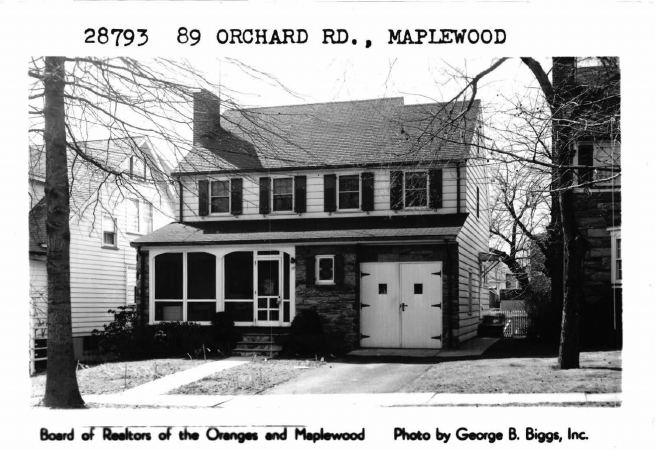 28793 89 ORCHARD RD., MAPLEWOOD
Board of Realtors of the Oranges and Maplewood Photo by George B. Biggs, Inc.